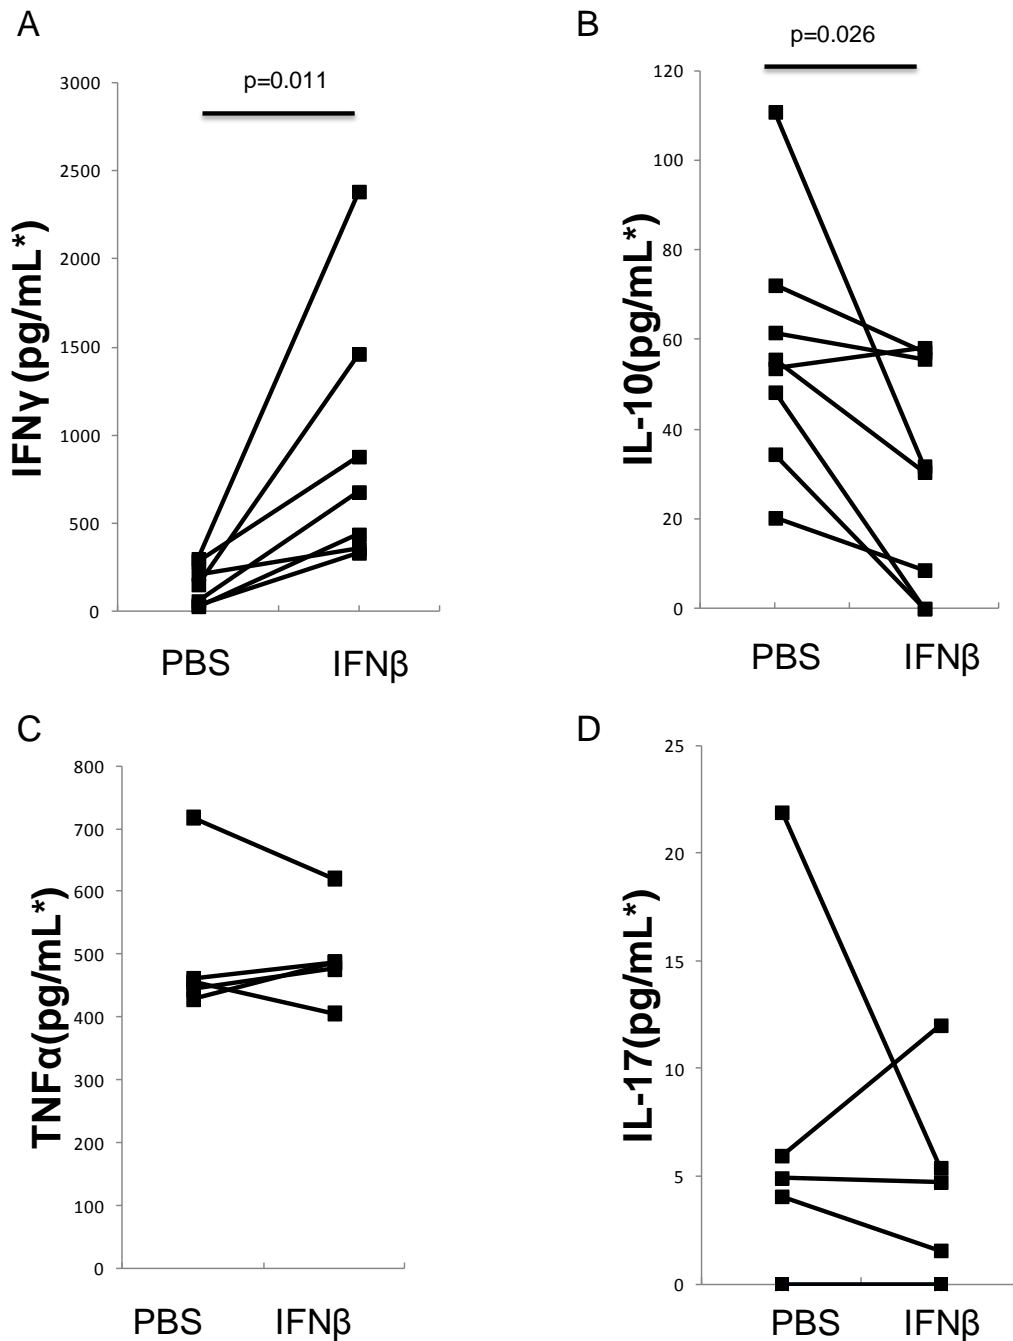 A
p=0.011
IFNγ (pg/mL*)
3000
2500
2000
1500
1000
500
0
PBS IFNβ
B
p=0.026
IL-10(pg/mL*)
120
100
80
60
40
20
0
PBS IFNβ
C
TNFα(pg/mL*)
800
700
600
500
400
300
200
100
0
PBS IFNβ
D
IL-17(pg/mL*)
25
20
15
10
5
0
PBS IFNβ